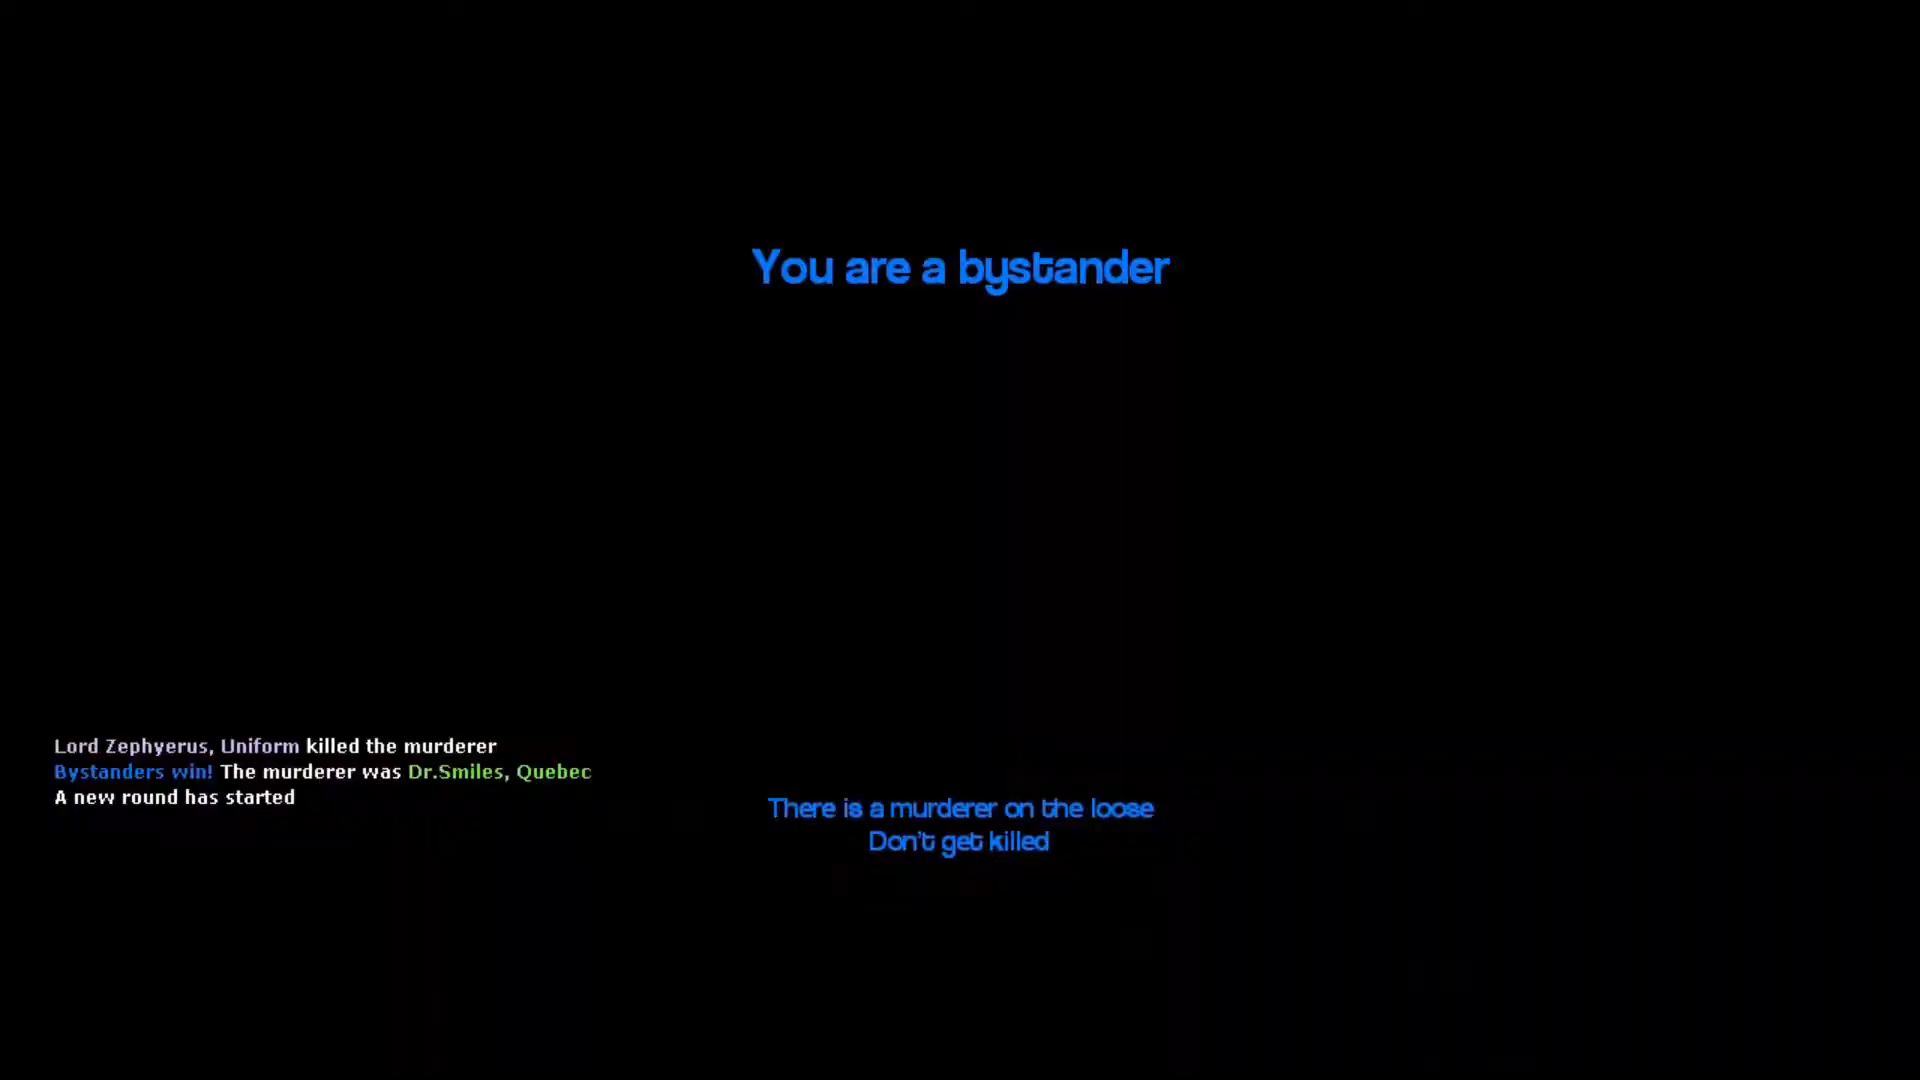 You are a bystander
Lord Zephyerus, Uniform killed the murderer
Bystanders win! The murderer was Dr.Smiles, Quebec
A new round has started
There is a murderer on the loose
Don't get killed